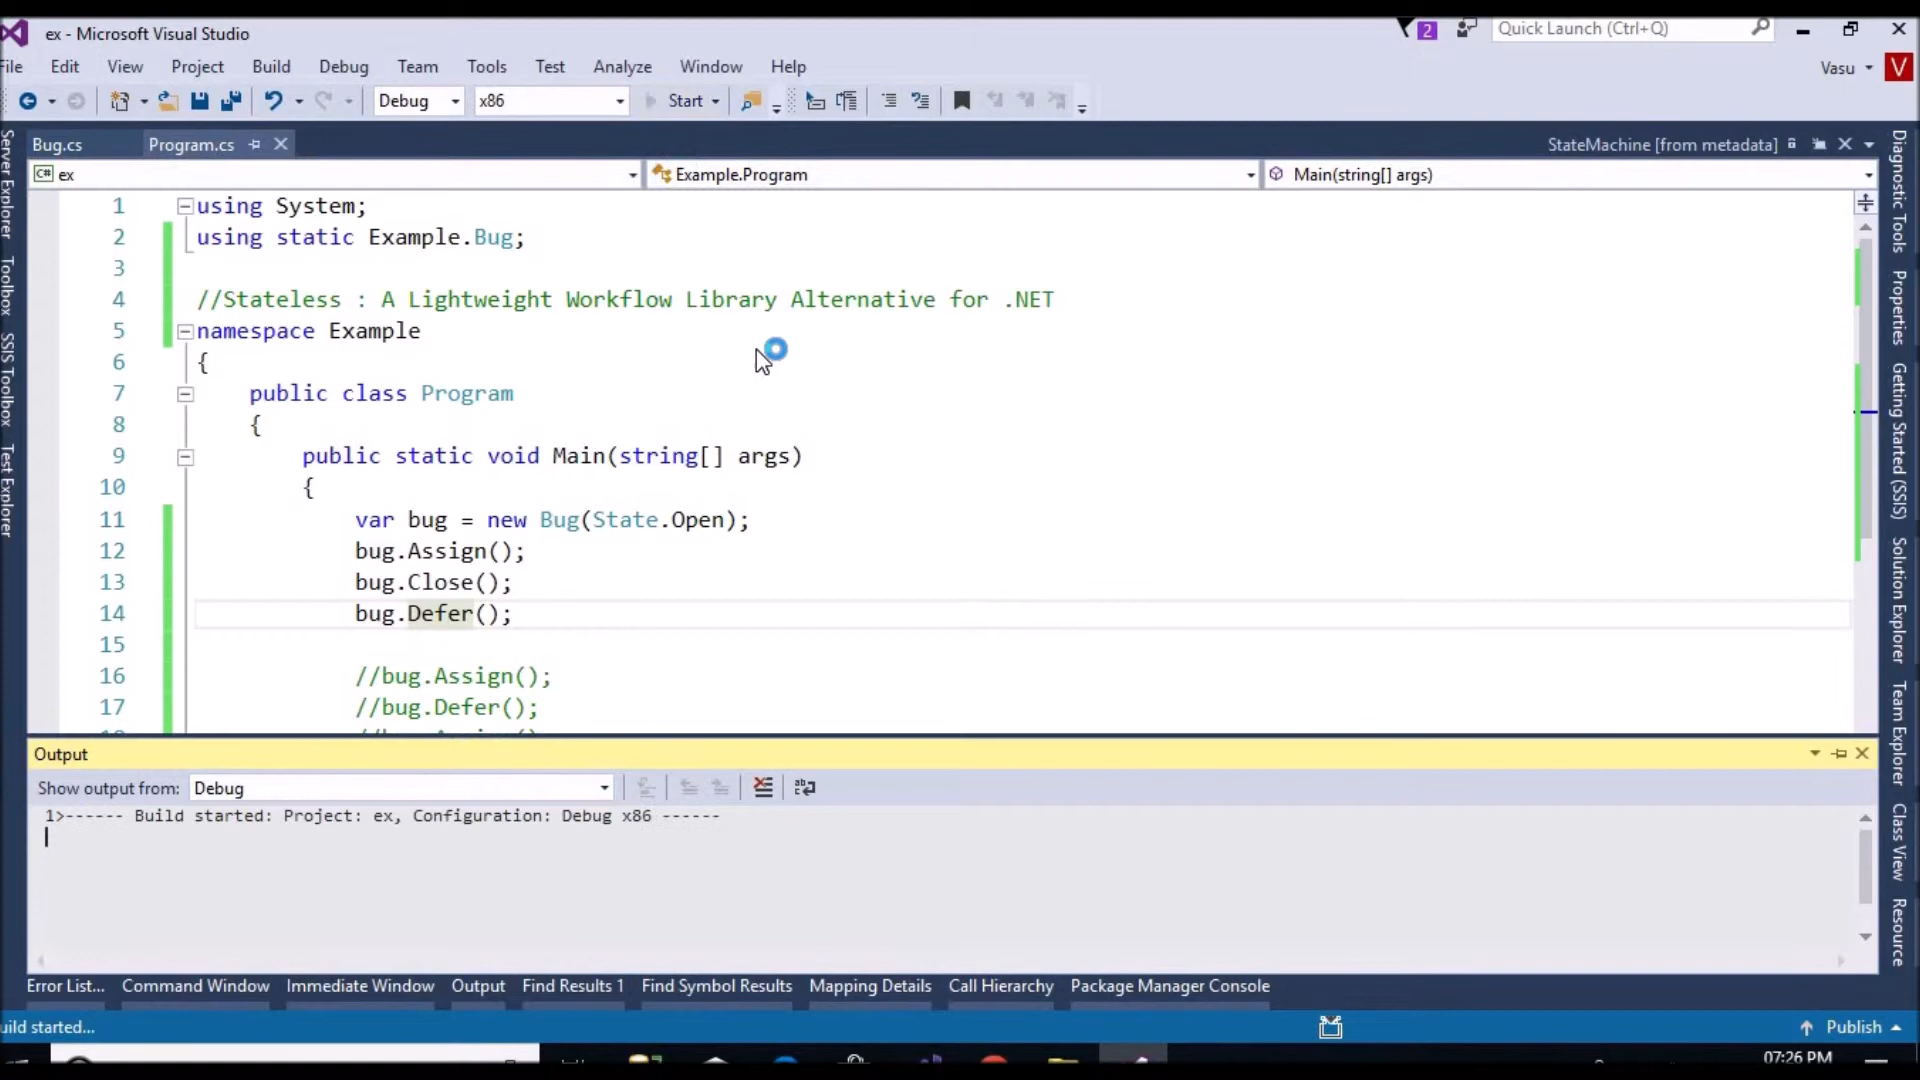 ex - Microsoft Visual Studio
2
Quick Launch (Ctrl+Q)
File Edit View Project Build Debug Team Tools Test Analyze Window Help
Vasu
V
Debug x86 Start
Bug.cs Program.cs
StateMachine [from metadata]
C# ex
Example.Program
Main(string[] args)
1 using System;
2 using static Example.Bug;
3
4 //Stateless : A Lightweight Workflow Library Alternative for .NET
5 namespace Example
6 {
7 public class Program
8 {
9 public static void Main(string[] args)
10 {
11 var bug = new Bug(State.Open);
12 bug.Assign();
13 bug.Close();
14 bug.Defer();
15
16 //bug.Assign();
17 //bug.Defer();
Server Explorer
Toolbox
SSIS Toolbox
Test Explorer
Diagnostic Tools
Properties
Getting Started (SSIS)
Solution Explorer
Team Explorer
Class View
Resource
Output
Show output from: Debug
1>------ Build started: Project: ex, Configuration: Debug x86 ------
Error List... Command Window Immediate Window Output Find Results 1 Find Symbol Results Mapping Details Call Hierarchy Package Manager Console
uild started...
Publish
07:26 PM